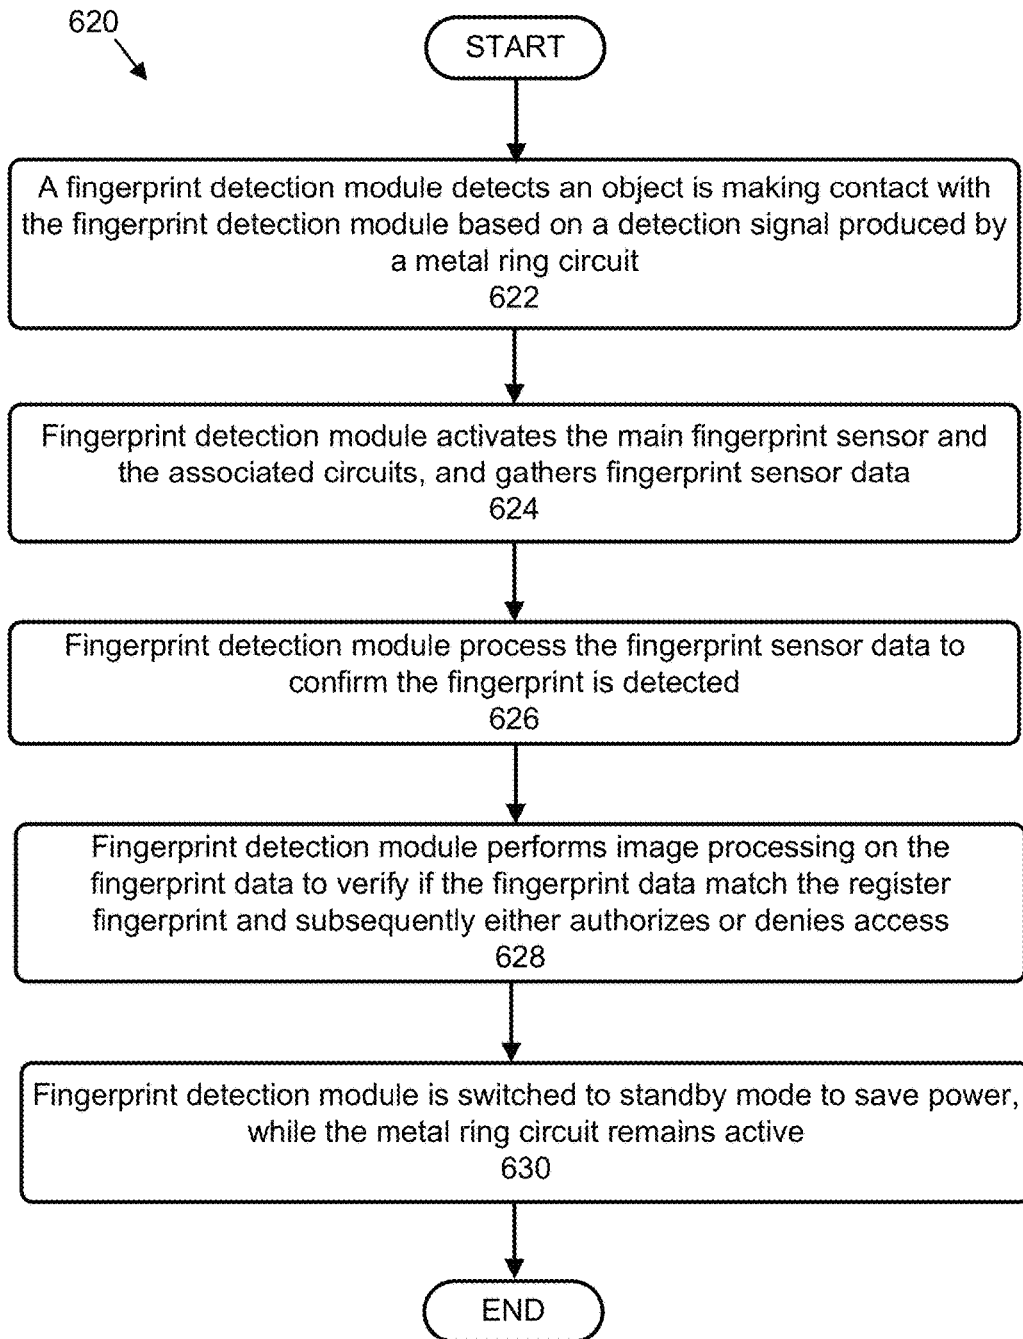 620
START
A fingerprint detection module detects an object is making contact with
the fingerprint detection module based on a detection signal produced by
a metal ring circuit
622
Fingerprint detection module activates the main fingerprint sensor and
the associated circuits, and gathers fingerprint sensor data
624
Fingerprint detection module process the fingerprint sensor data to
confirm the fingerprint is detected
626
Fingerprint detection module performs image processing on the
fingerprint data to verify if the fingerprint data match the register
fingerprint and subsequently either authorizes or denies access
628
Fingerprint detection module is switched to standby mode to save power,
while the metal ring circuit remains active
630
END